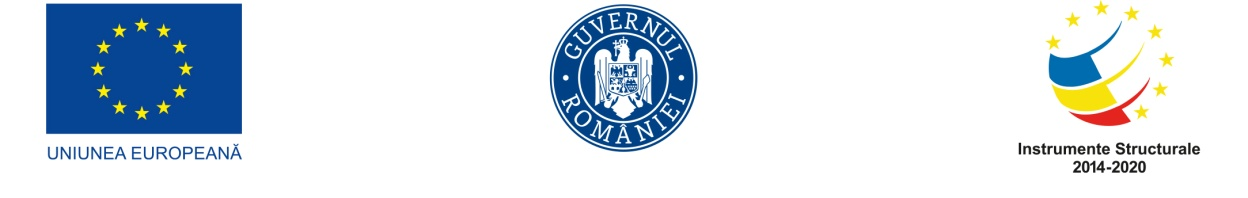 UNIUNEA EUROPEANĂ
GUVERNUL
ROMÂNIEI
Instrumente Structurale
2014-2020